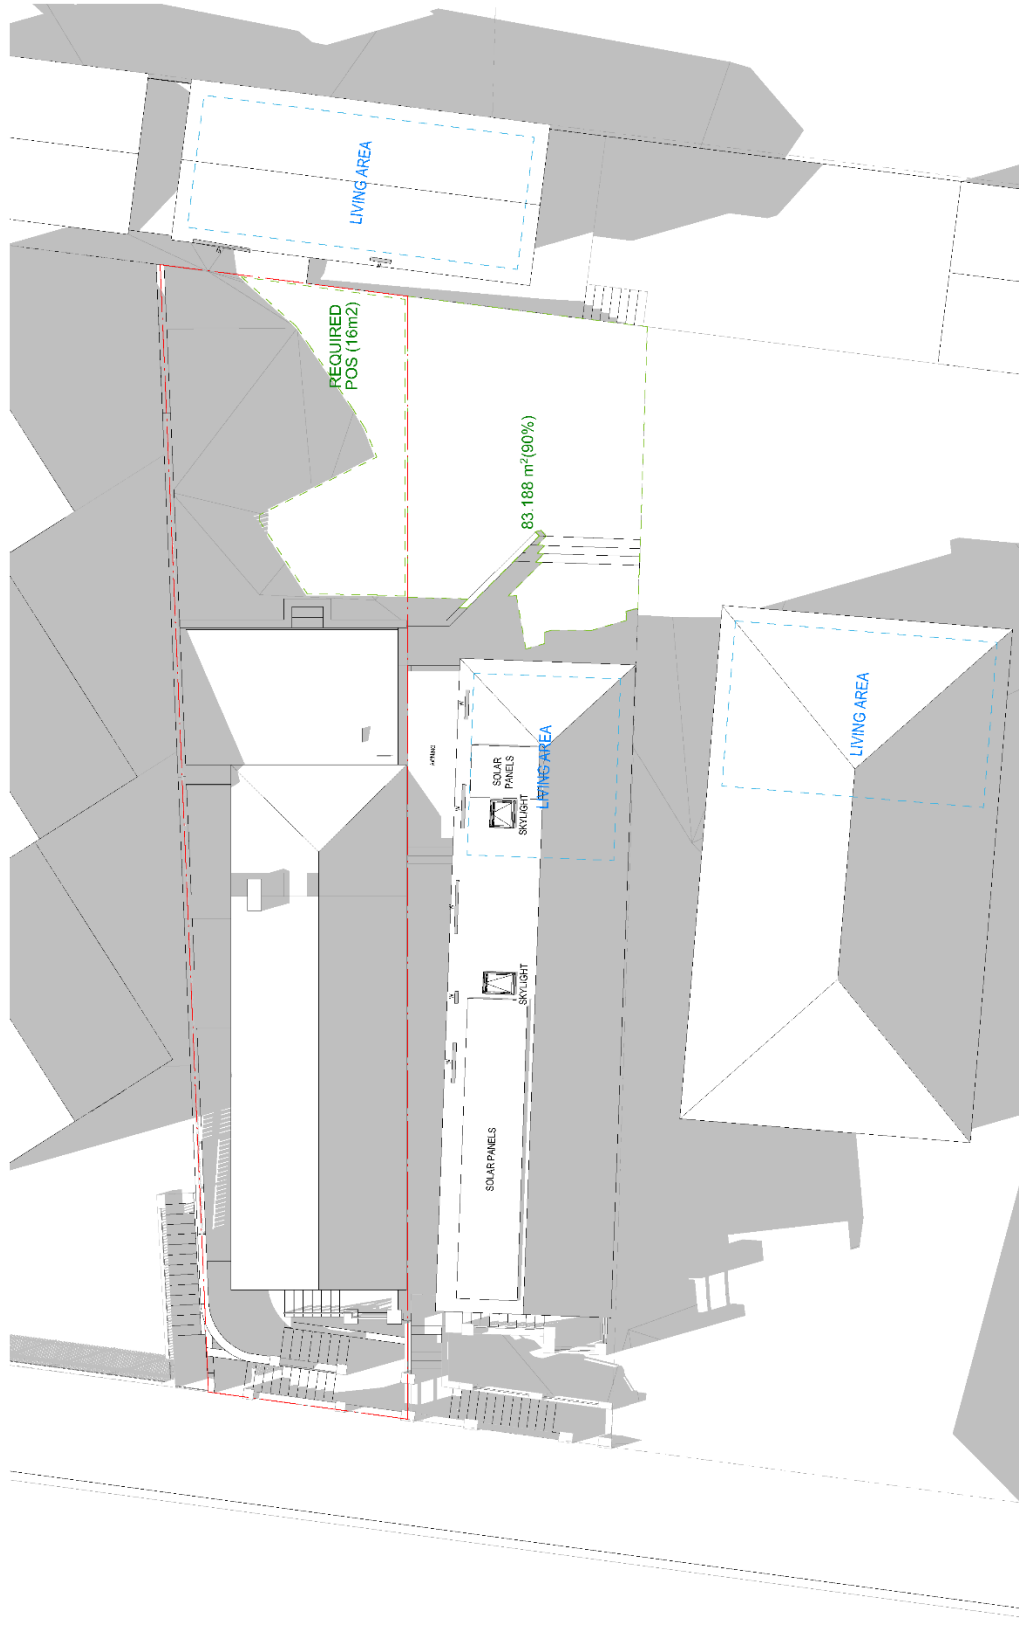 LIVING AREA
REQUIRED
POS (16m2)
83.188 m²(90%)
AWNING
SOLAR
PANELS
SKYLIGHT
LIVING AREA
LIVING AREA
SKYLIGHT
SOLAR PANELS